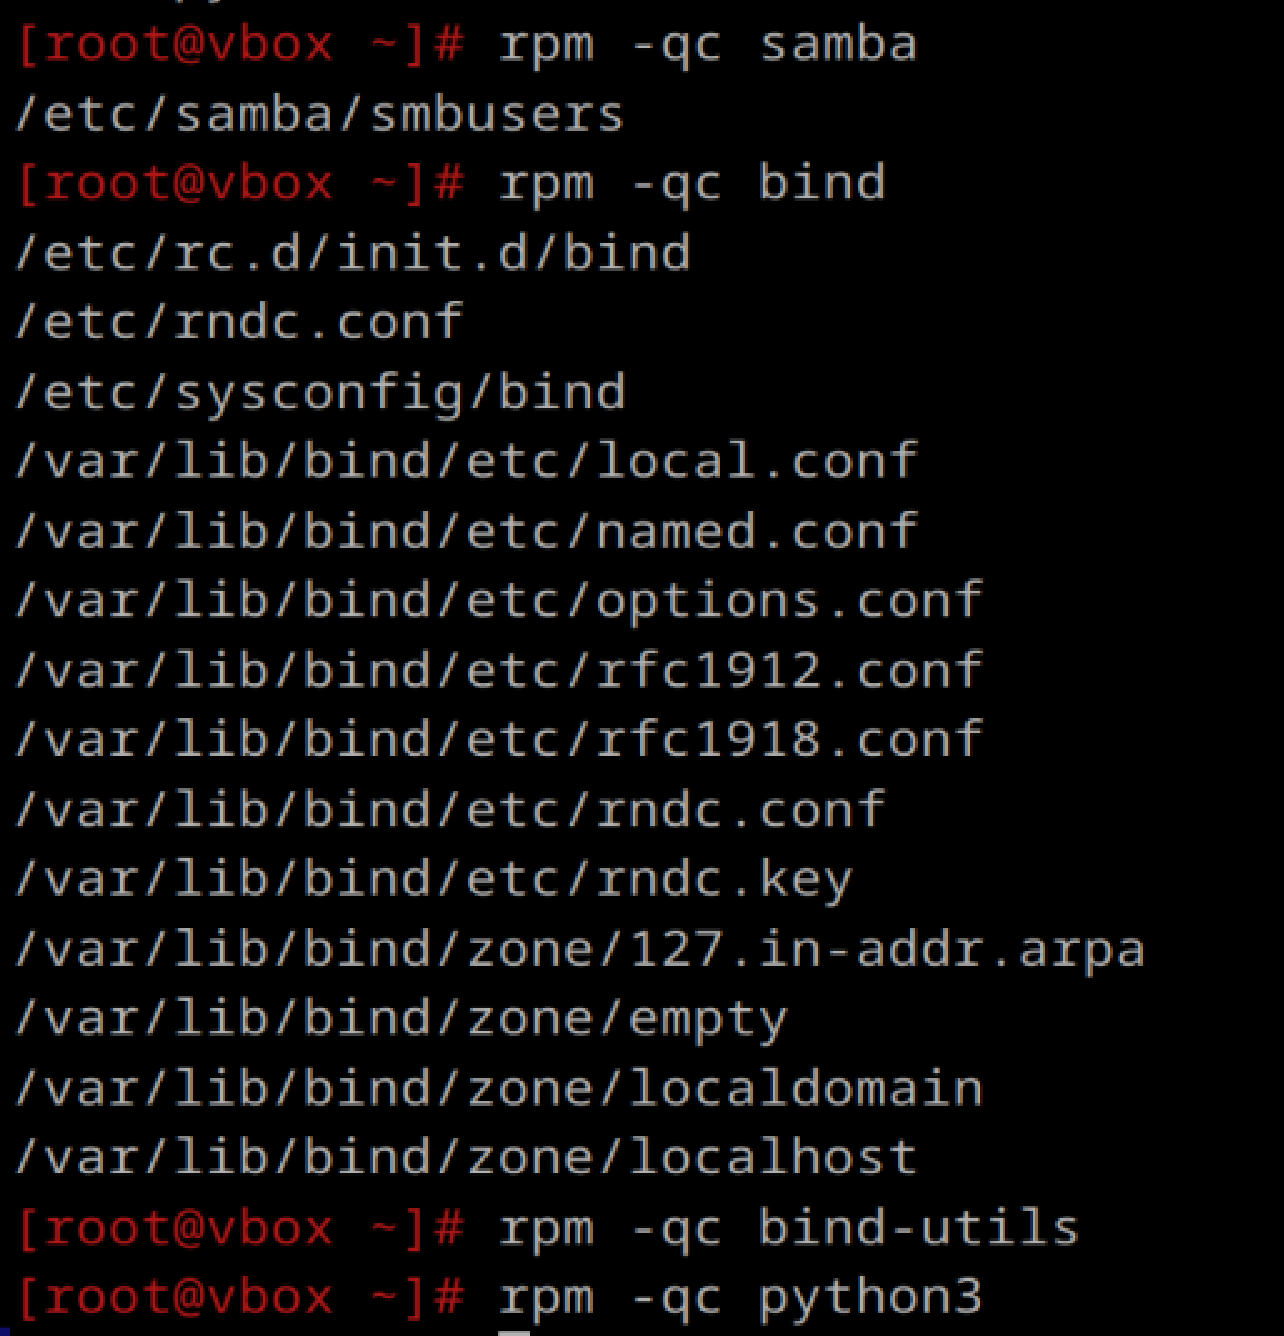 [root@vbox ~]# rpm -qc samba
/etc/samba/smbusers
[root@vbox ~]# rpm -qc bind
/etc/rc.d/init.d/bind
/etc/rndc.conf
/etc/sysconfig/bind
/var/lib/bind/etc/local.conf
/var/lib/bind/etc/named.conf
/var/lib/bind/etc/options.conf
/var/lib/bind/etc/rfc1912.conf
/var/lib/bind/etc/rfc1918.conf
/var/lib/bind/etc/rndc.conf
/var/lib/bind/etc/rndc.key
/var/lib/bind/zone/127.in-addr.arpa
/var/lib/bind/zone/empty
/var/lib/bind/zone/localdomain
/var/lib/bind/zone/localhost
[root@vbox ~]# rpm -qc bind-utils
[root@vbox ~]# rpm -qc python3